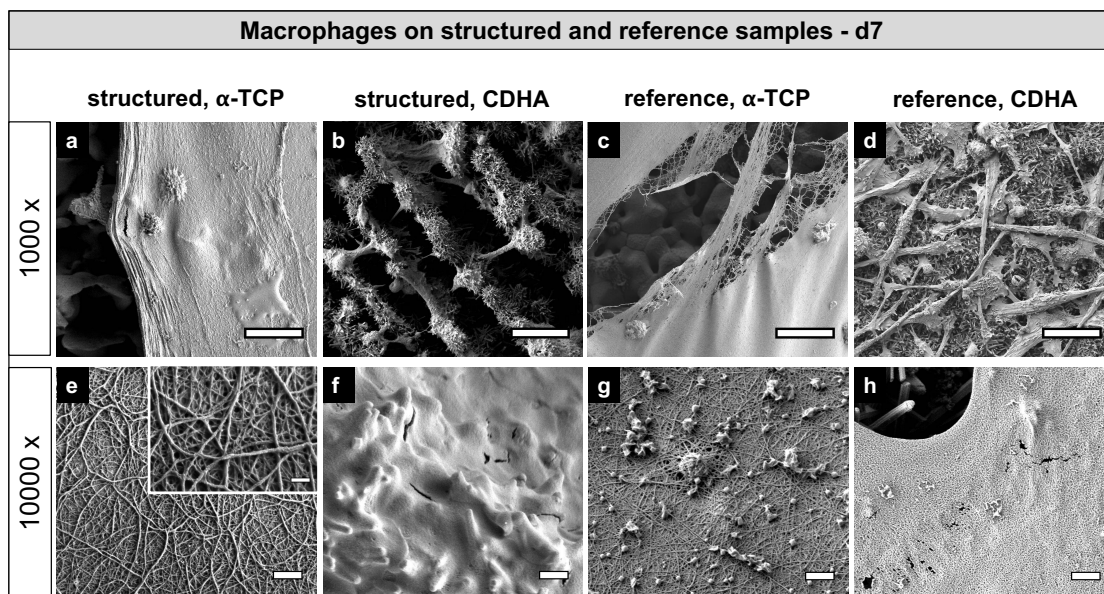 Macrophages on structured and reference samples - d7
structured, α-TCP
structured, CDHA
reference, α-TCP
reference, CDHA
1000 x
a
b
c
d
10000 x
e
f
g
h